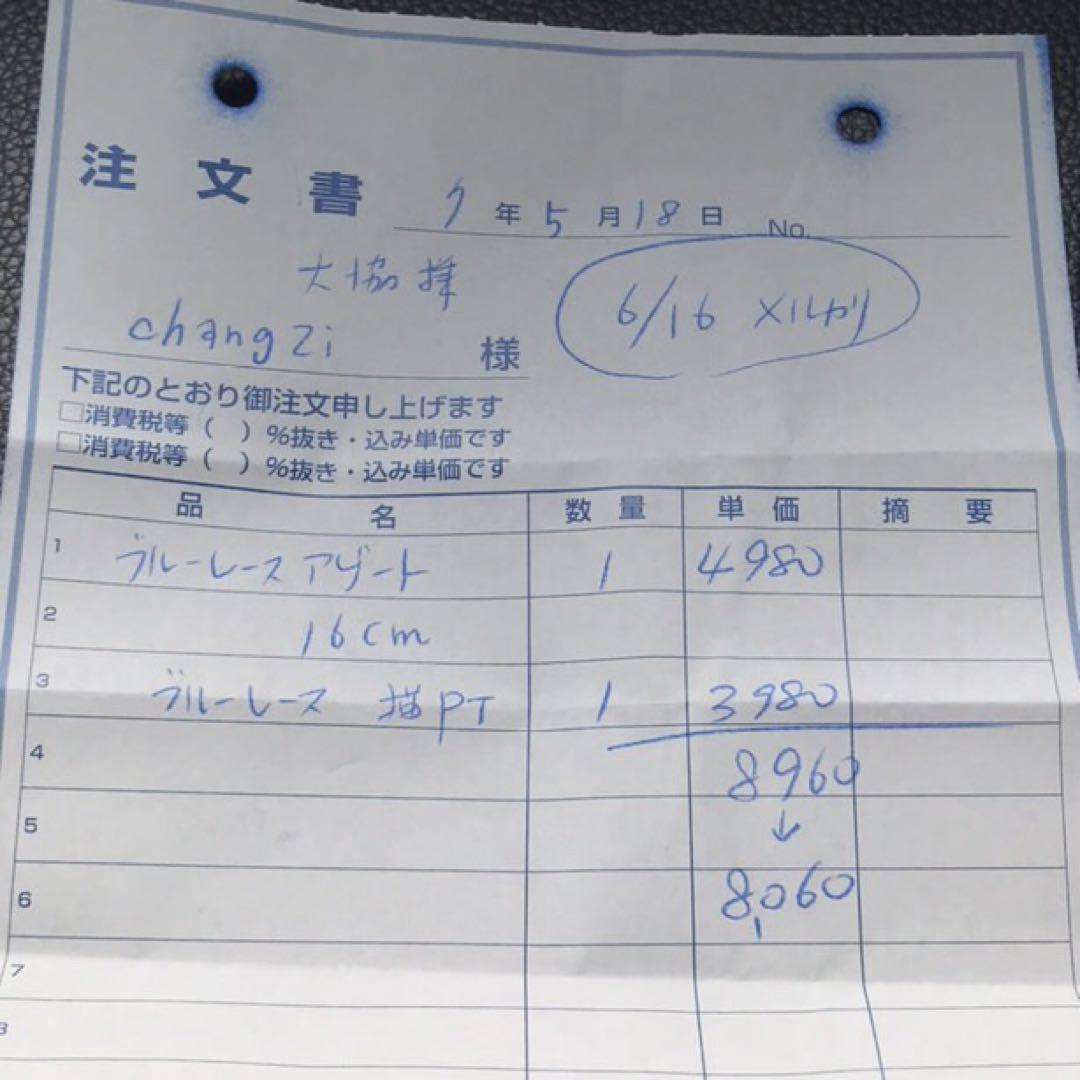 注文書 7年5月18日 No.
大協様
changzi 様
6/16 メルカリ
下記のとおり御注文申し上げます
□消費税等( )%抜き・込み単価です
□消費税等( )%抜き・込み単価です
品名 数量 単価 摘要
1 ブルーレースアゲート 1 4980
2 16cm
3 ブルーレース 猫PT 1 3980
4 8960
5 ↓
6 8,060
7
8